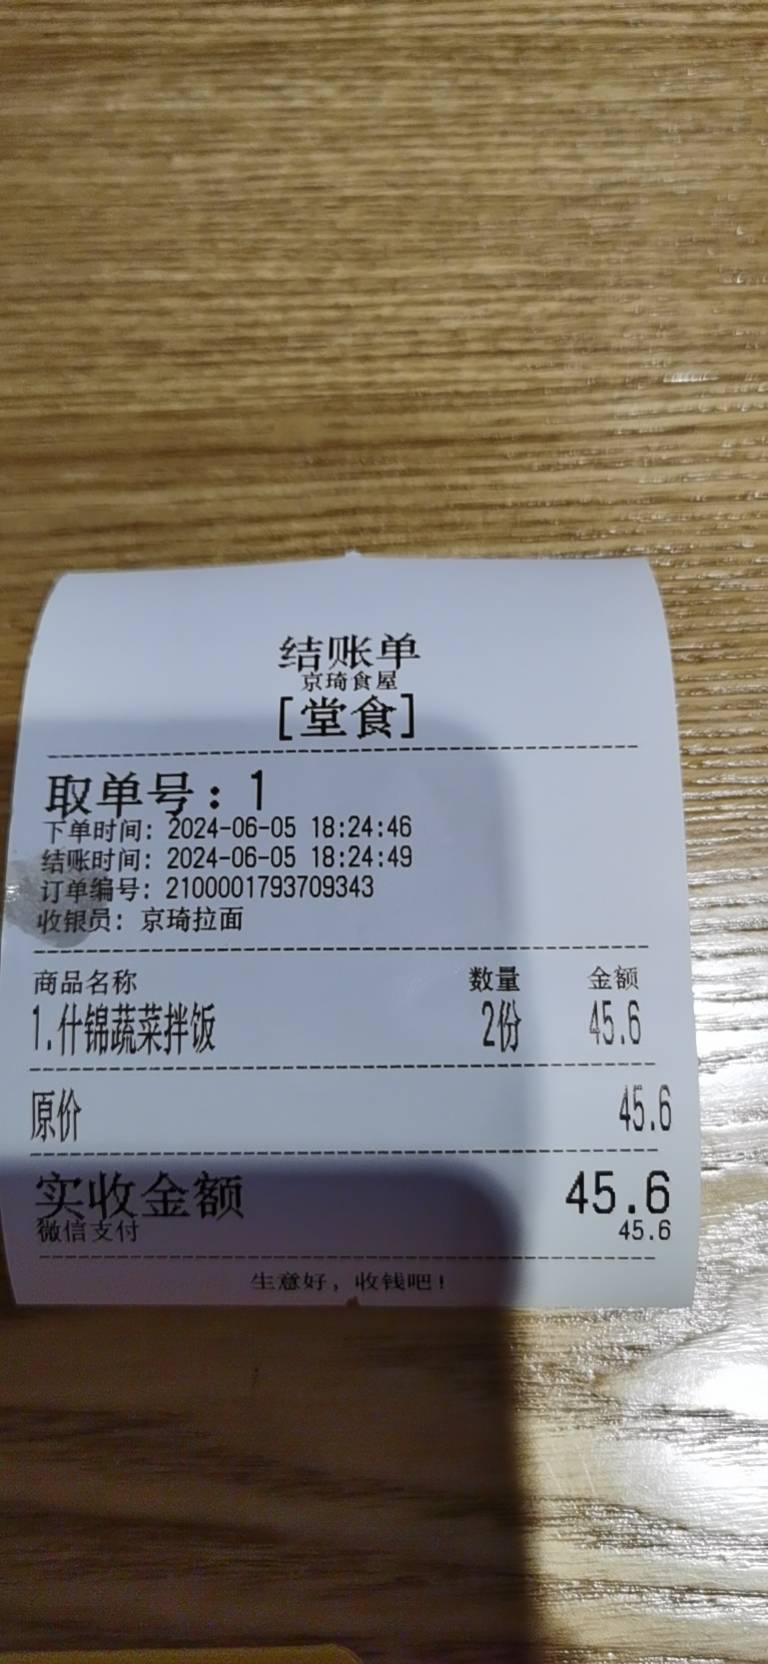 结账单
京琦食屋
[堂食]
取单号：1
下单时间：2024-06-05 18:24:46
结账时间：2024-06-05 18:24:49
订单编号：2100001793709343
收银员：京琦拉面
商品名称 数量 金额
1.什锦蔬菜拌饭 2份 45.6
原价 45.6
实收金额 45.6
微信支付 45.6
生意好，收钱吧！